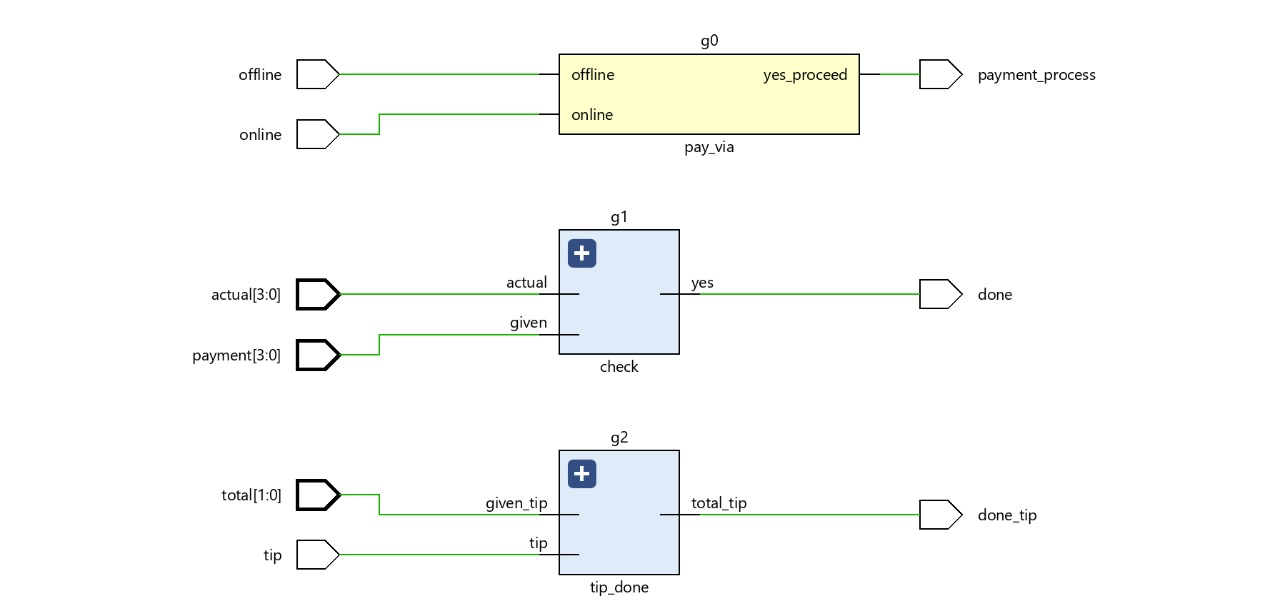 g0
offline
offline
yes_proceed
payment_process
online
online
pay_via
g1
actual[3:0]
actual
yes
done
given
payment[3:0]
check
g2
total[1:0]
given_tip
total_tip
done_tip
tip
tip
tip_done